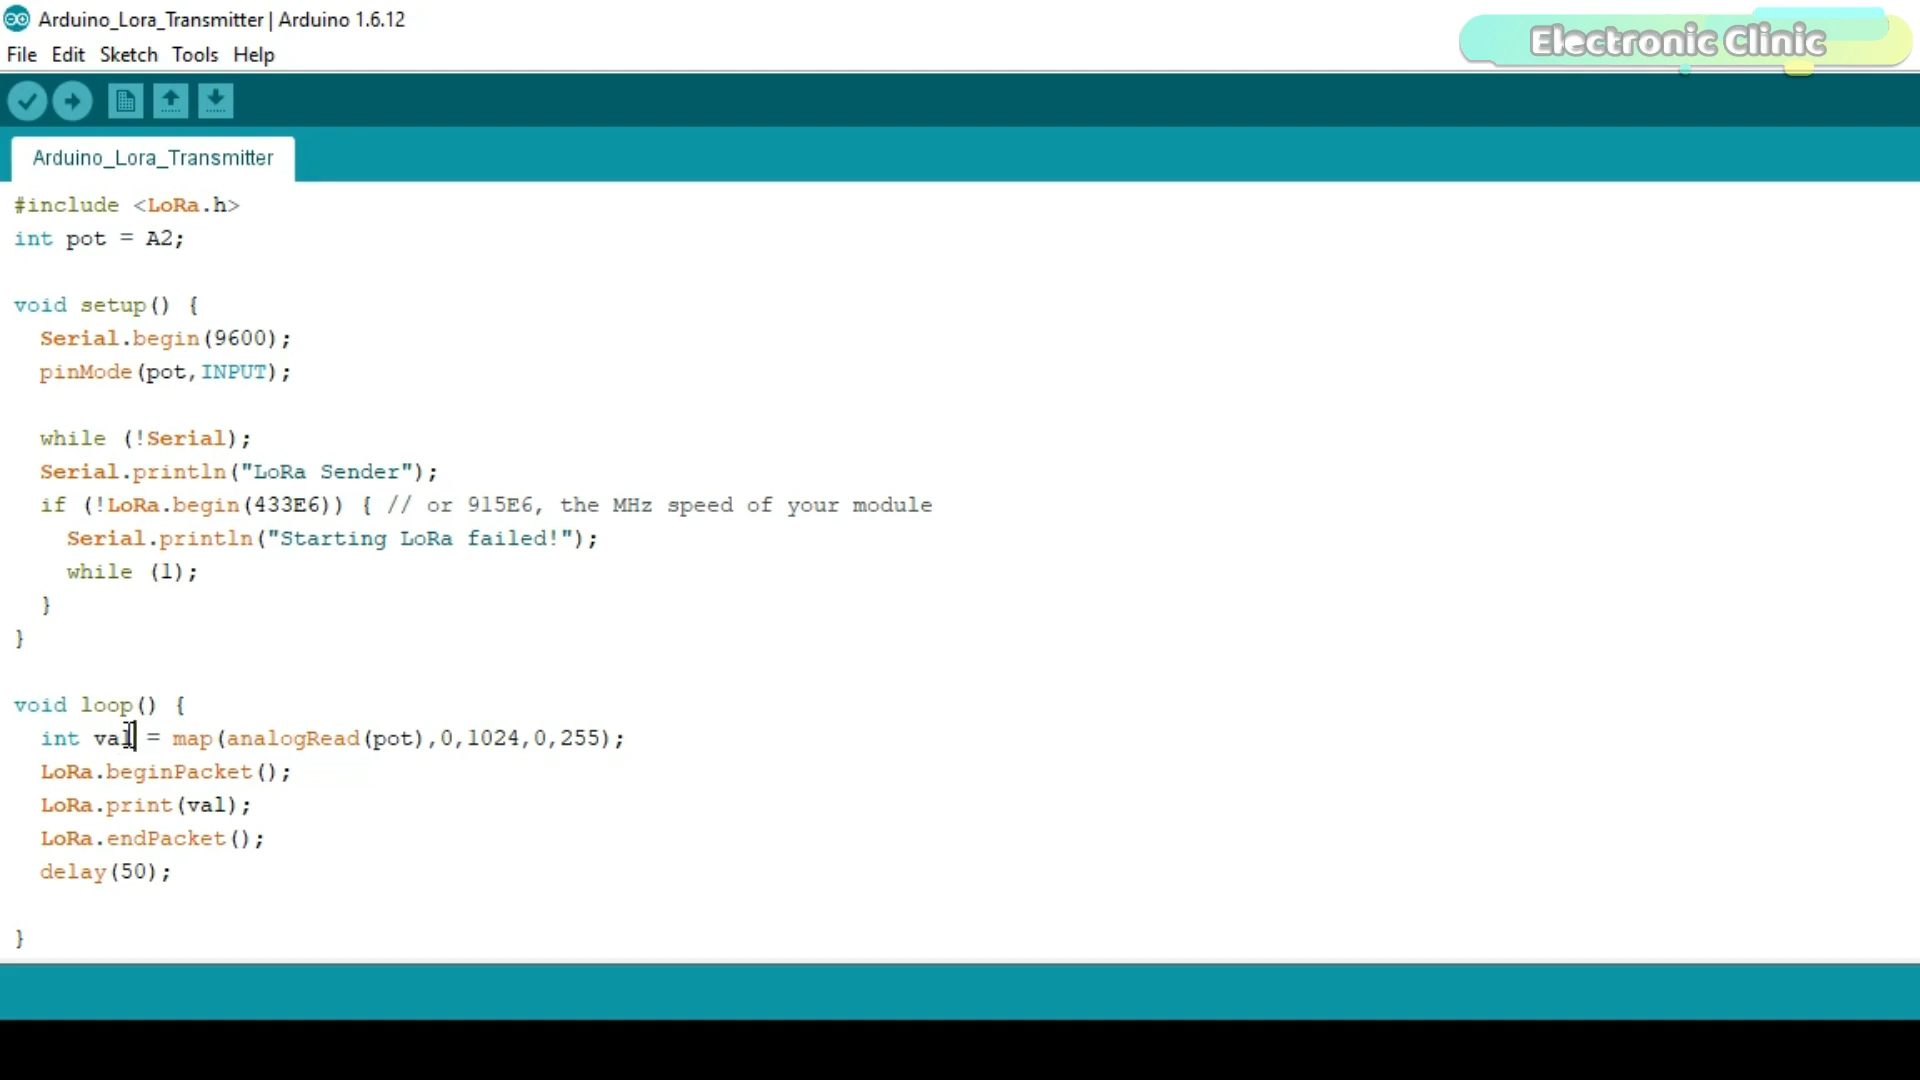 Arduino_Lora_Transmitter | Arduino 1.6.12
Electronic Clinic
File Edit Sketch Tools Help
Arduino_Lora_Transmitter
#include <LoRa.h>
int pot = A2;
void setup() {
  Serial.begin(9600);
  pinMode(pot,INPUT);
  while (!Serial);
  Serial.println("LoRa Sender");
  if (!LoRa.begin(433E6)) { // or 915E6, the MHz speed of your module
    Serial.println("Starting LoRa failed!");
    while (1);
  }
}
void loop() {
  int val = map(analogRead(pot),0,1024,0,255);
  LoRa.beginPacket();
  LoRa.print(val);
  LoRa.endPacket();
  delay(50);
}